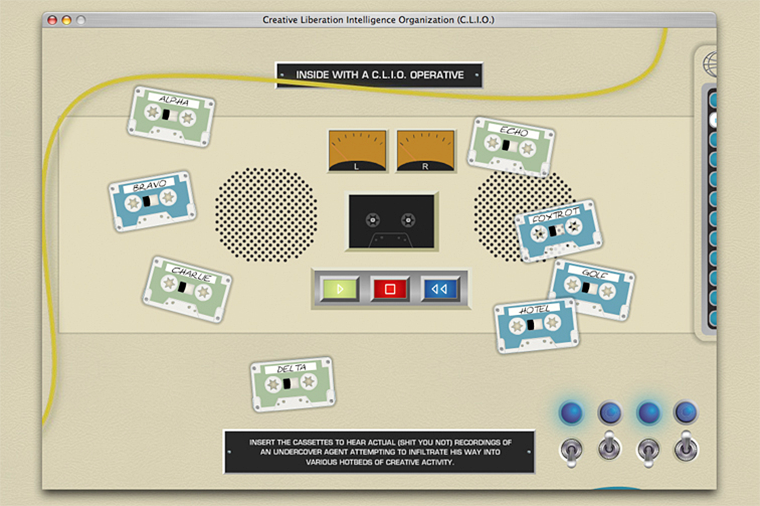 Creative Liberation Intelligence Organization (C.L.I.O.)
INSIDE WITH A C.L.I.O. OPERATIVE
ALPHA
ECHO
L
R
BRAVO
FOXTROT
CHARLIE
GOLF
HOTEL
DELTA
INSERT THE CASSETTES TO HEAR ACTUAL (SHIT YOU NOT) RECORDINGS OF
AN UNDERCOVER AGENT ATTEMPTING TO INFILTRATE HIS WAY INTO
VARIOUS HOTBEDS OF CREATIVE ACTIVITY.